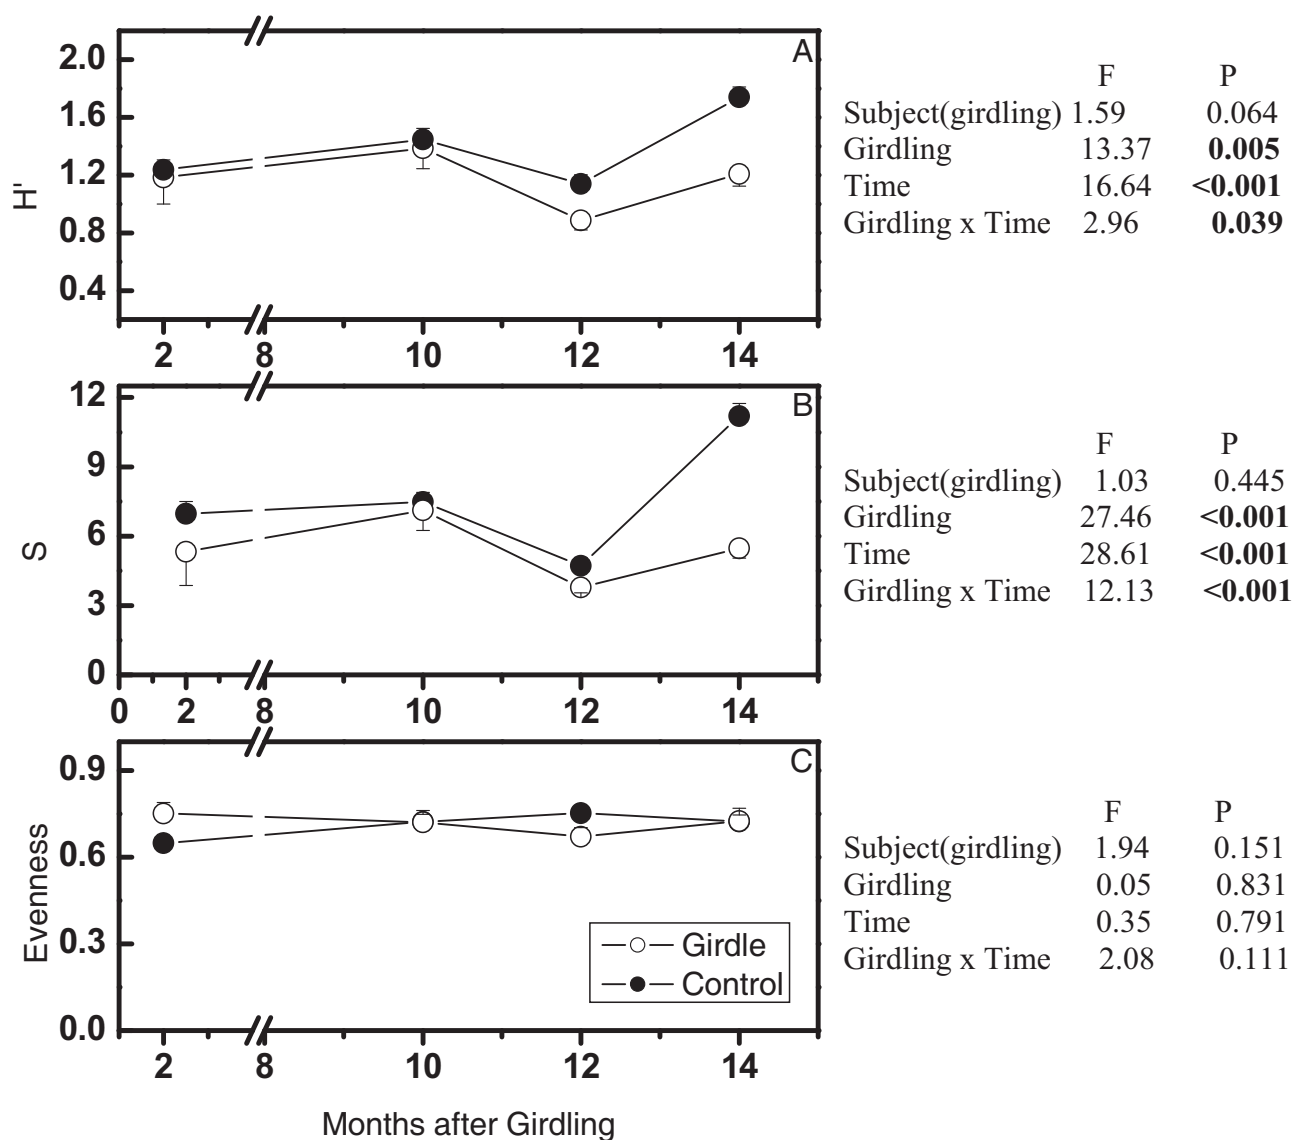 A
2.0
1.6
1.2
0.8
0.4
H'
2 8 10 12 14
F P
Subject(girdling) 1.59 0.064
Girdling 13.37 0.005
Time 16.64 <0.001
Girdling x Time 2.96 0.039
B
12
9
6
3
0
S
0 2 8 10 12 14
F P
Subject(girdling) 1.03 0.445
Girdling 27.46 <0.001
Time 28.61 <0.001
Girdling x Time 12.13 <0.001
C
0.9
0.6
0.3
0.0
Evenness
Girdle
Control
2 8 10 12 14
Months after Girdling
F P
Subject(girdling) 1.94 0.151
Girdling 0.05 0.831
Time 0.35 0.791
Girdling x Time 2.08 0.111